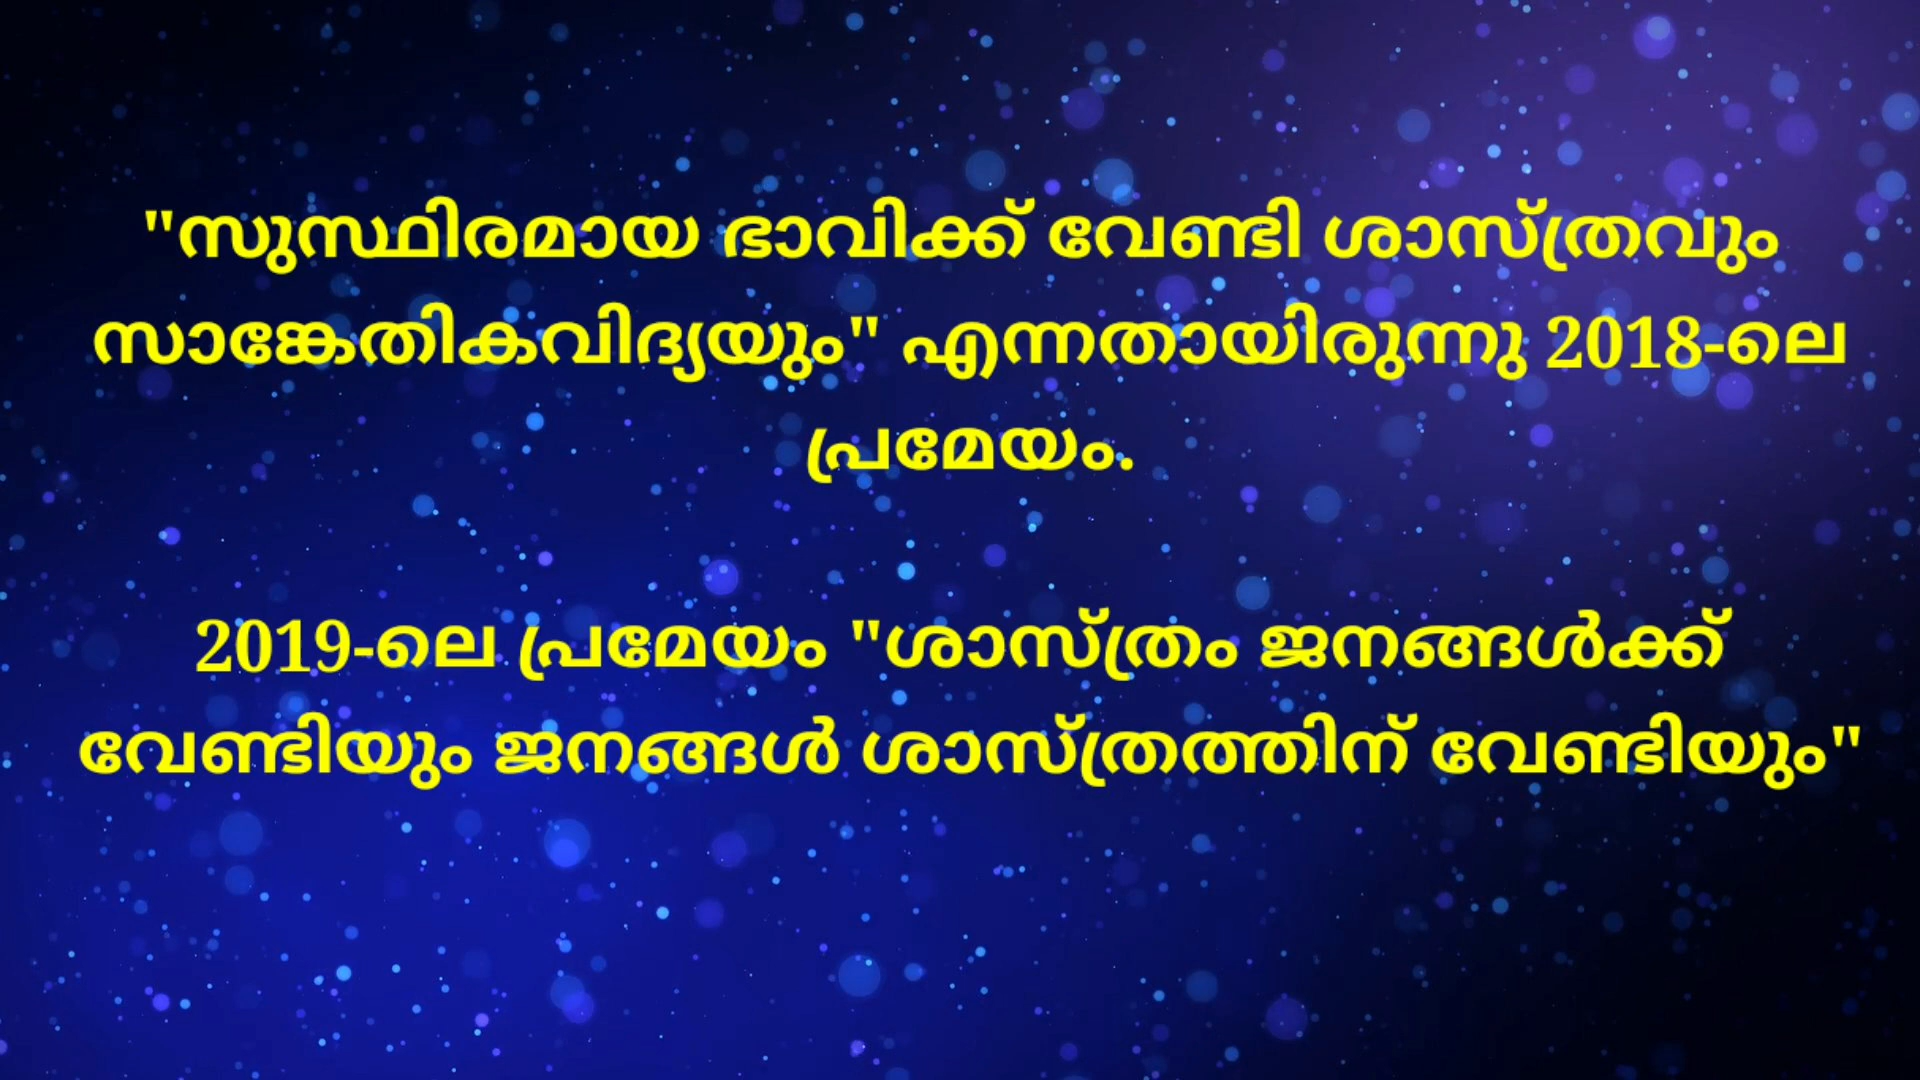 "സുസ്ഥിരമായ ഭാവിക്ക് വേണ്ടി ശാസ്ത്രവും
സാങ്കേതികവിദ്യയും" എന്നതായിരുന്നു 2018-ലെ
പ്രമേയം.
2019-ലെ പ്രമേയം "ശാസ്ത്രം ജനങ്ങൾക്ക്
വേണ്ടിയും ജനങ്ങൾ ശാസ്ത്രത്തിന് വേണ്ടിയും"